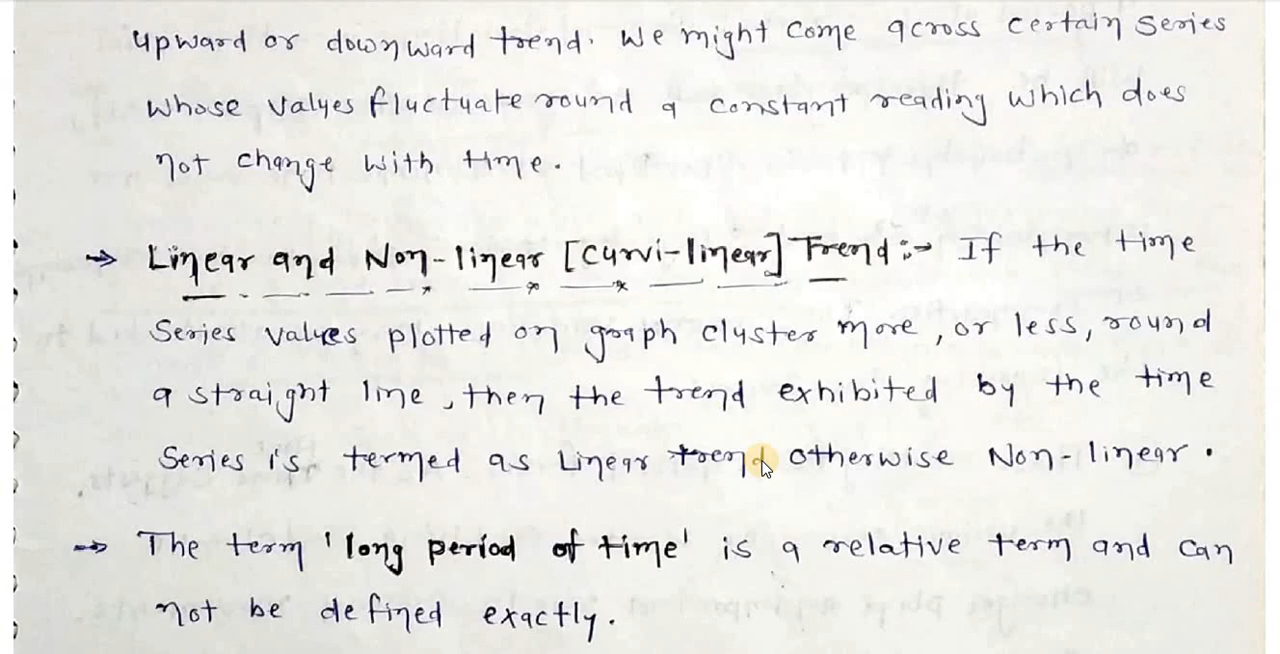 upward or downward trend. We might come across certain series
whose values fluctuate round a constant reading which does
not change with time.
→ Linear and Non-linear [Curvi-linear] Trend :- If the time
Series values plotted on graph cluster more, or less, round
a straight line, then the trend exhibited by the time
Series is termed as Linear trend otherwise Non-linear.
→ The term 'long period of time' is a relative term and can
not be defined exactly.